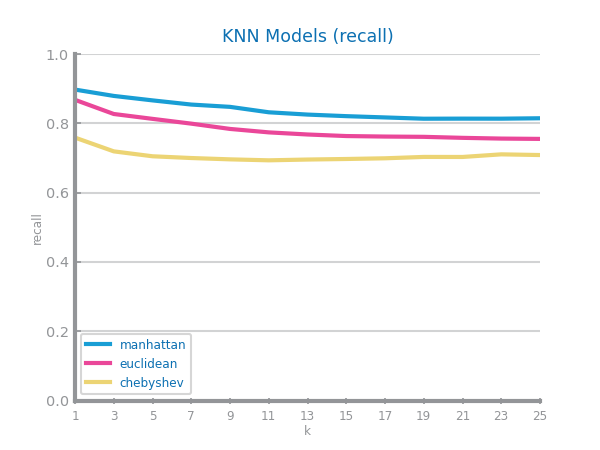 KNN Models (recall)
1.0
0.8
0.6
0.4
0.2
0.0
recall
manhattan
euclidean
chebyshev
1 3 5 7 9 11 13 15 17 19 21 23 25
k